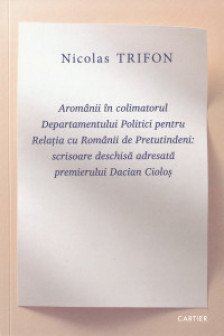 Nicolas TRIFON
Aromânii în colimatorul
Departamentului Politici pentru
Relația cu Românii de Pretutindeni:
scrisoare deschisă adresată
premierului Dacian Cioloș
CARTIER